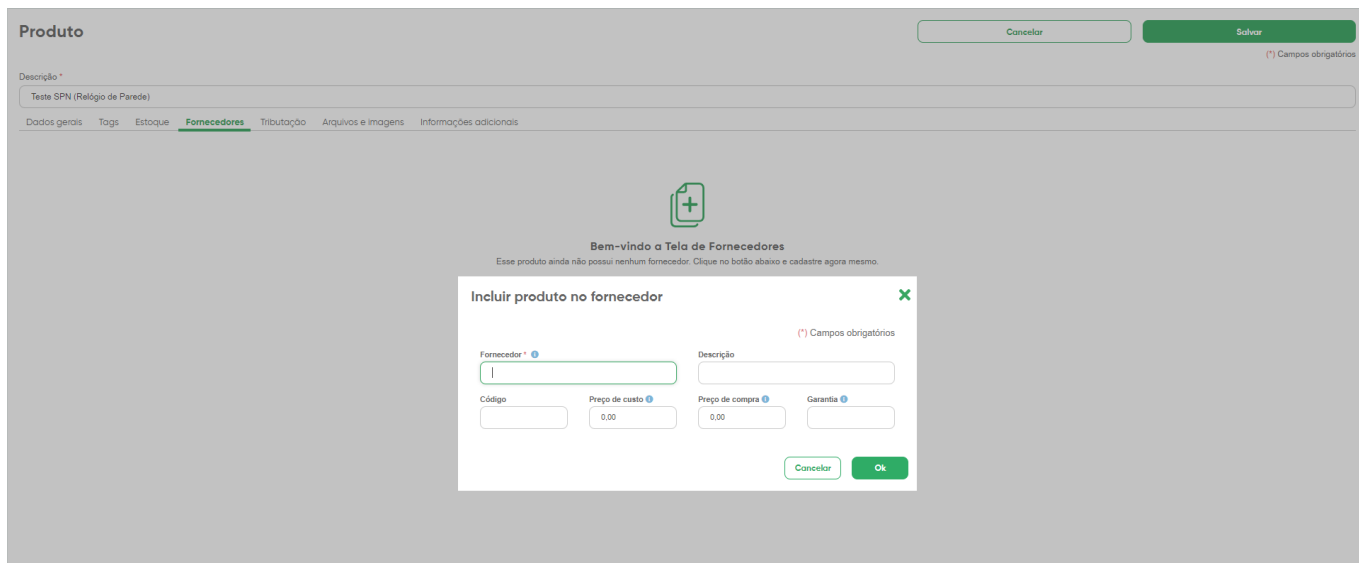 Produto
Cancelar
Salvar
(*) Campos obrigatórios
Descrição *
Teste SPN (Relógio de Parede)
Dados gerais Tags Estoque Fornecedores Tributação Arquivos e imagens Informações adicionais
Bem-vindo a Tela de Fornecedores
Esse produto ainda não possui nenhum fornecedor. Clique no botão abaixo e cadastre agora mesmo.
Incluir produto no fornecedor
(*) Campos obrigatórios
Fornecedor * Descrição
Código Preço de custo Preço de compra Garantia
0,00 0,00
Cancelar Ok